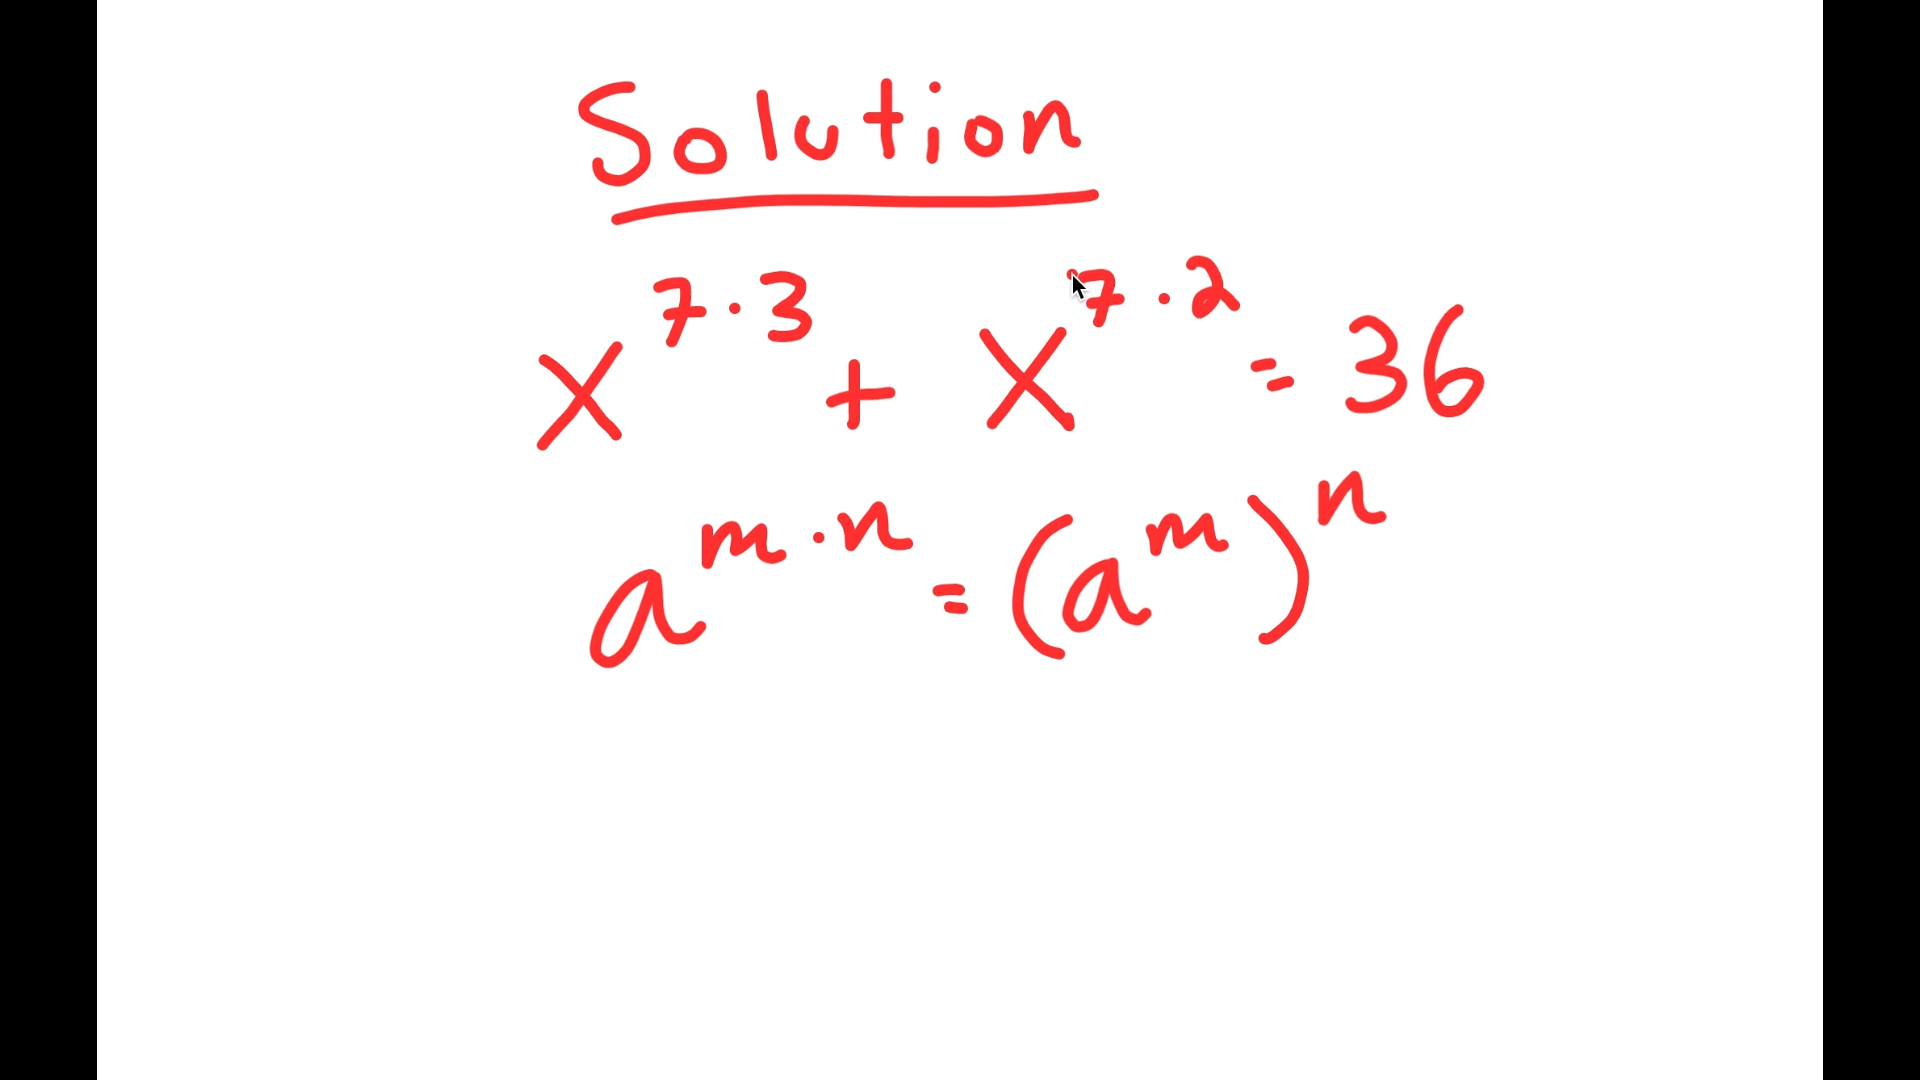 Solution
x^{7·3} + x^{7·2} = 36
a^{m·n} = (a^m)^n